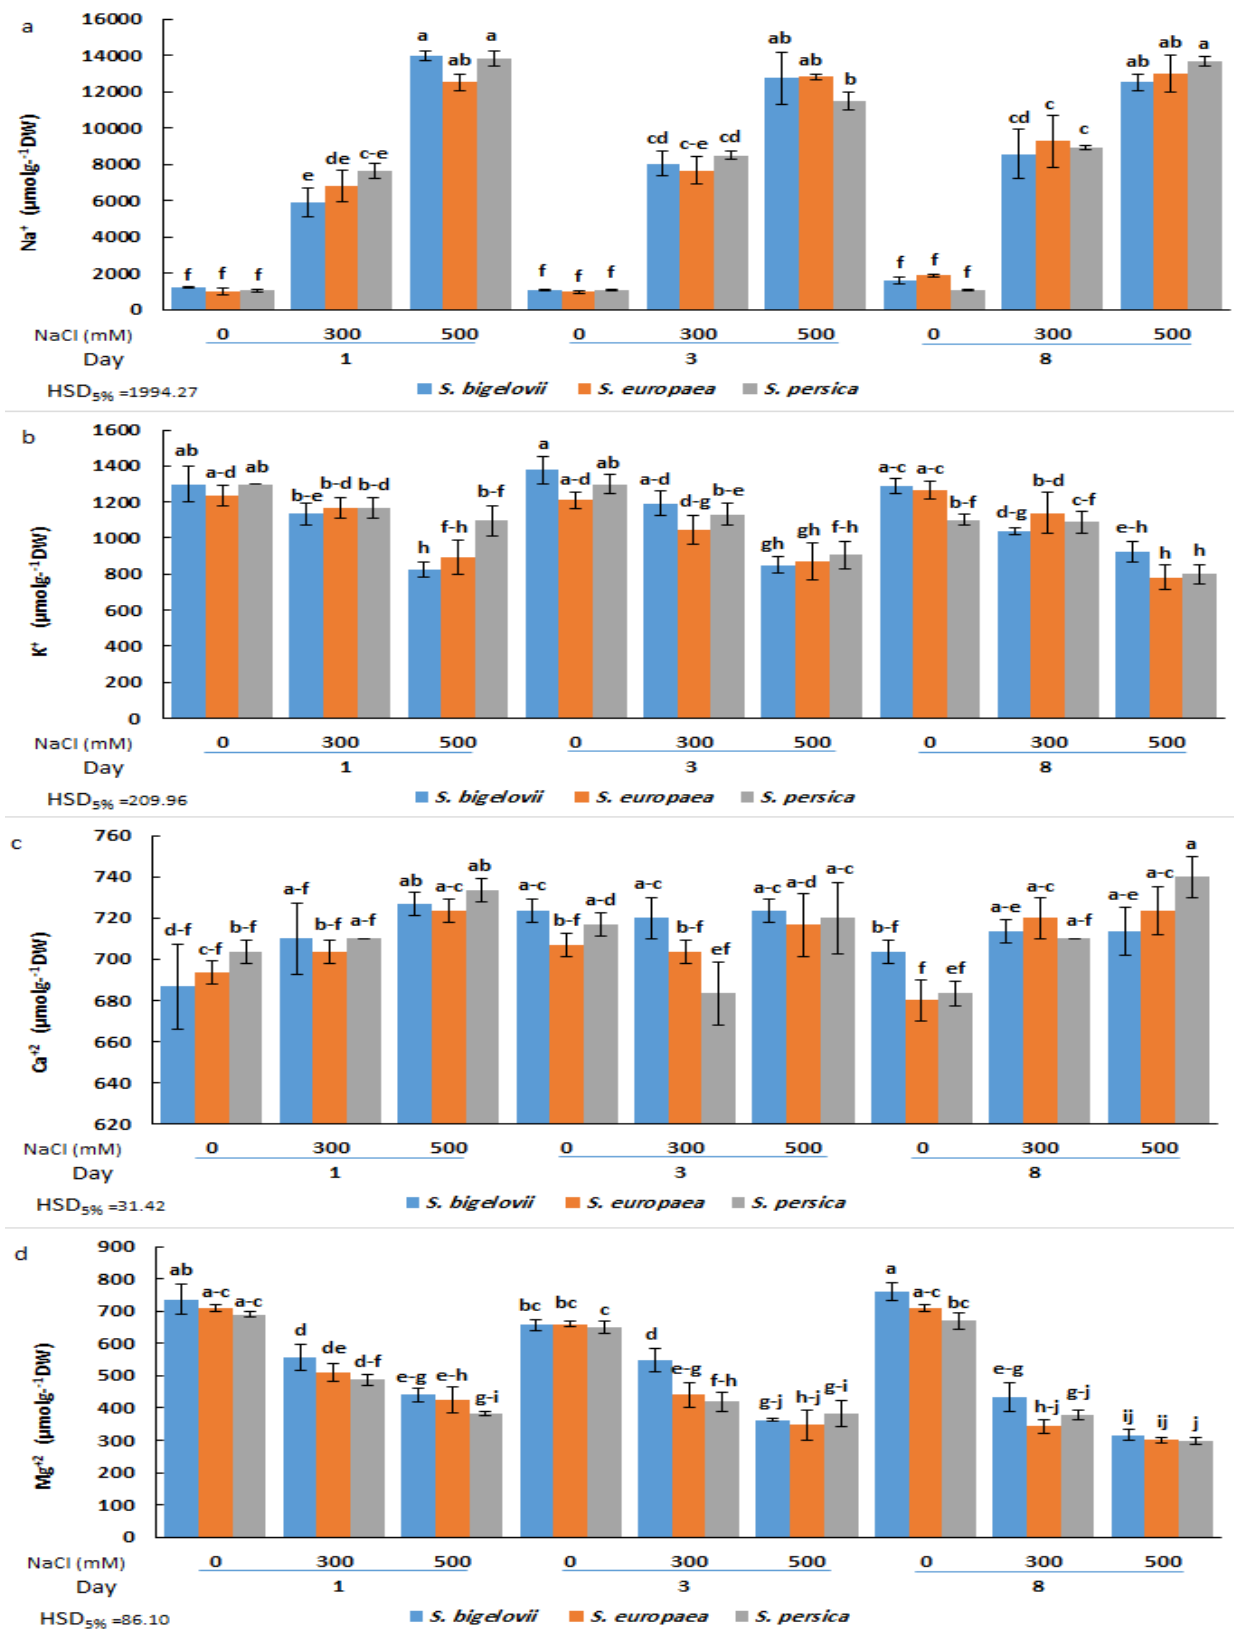 a
16000
14000
12000
10000
8000
6000
4000
2000
0
Na⁺ (µmolg-¹DW)
f f f e de c-e a ab a f f f cd c-e cd ab ab b f f f cd c c ab ab a
NaCl (mM) 0 300 500 0 300 500 0 300 500
Day 1 3 8
HSD5% =1994.27 S. bigelovii S. europaea S. persica
b
1600
1400
1200
1000
800
600
400
200
0
K⁺ (µmolg-¹DW)
ab a-d ab b-e b-d b-d h f-h b-f a a-d ab a-d d-g b-e gh gh f-h a-c a-c b-f d-g b-d c-f e-h h h
NaCl (mM) 0 300 500 0 300 500 0 300 500
Day 1 3 8
HSD5% =209.96 S. bigelovii S. europaea S. persica
c
760
740
720
700
680
660
640
620
Ca⁺² (µmolg-¹DW)
d-f c-f b-f a-f b-f a-f ab a-c ab a-c b-f a-d a-c b-f ef a-c a-d a-c b-f f ef a-e a-c a-f a-e a-c a
NaCl (mM) 0 300 500 0 300 500 0 300 500
Day 1 3 8
HSD5% =31.42 S. bigelovii S. europaea S. persica
d
900
800
700
600
500
400
300
200
100
0
Mg⁺² (µmolg-¹DW)
ab a-c a-c d de d-f e-g e-h g-i bc bc c d e-g f-h g-j h-j g-i a a-c bc e-g h-j g-j ij ij j
NaCl (mM) 0 300 500 0 300 500 0 300 500
Day 1 3 8
HSD5% =86.10 S. bigelovii S. europaea S. persica